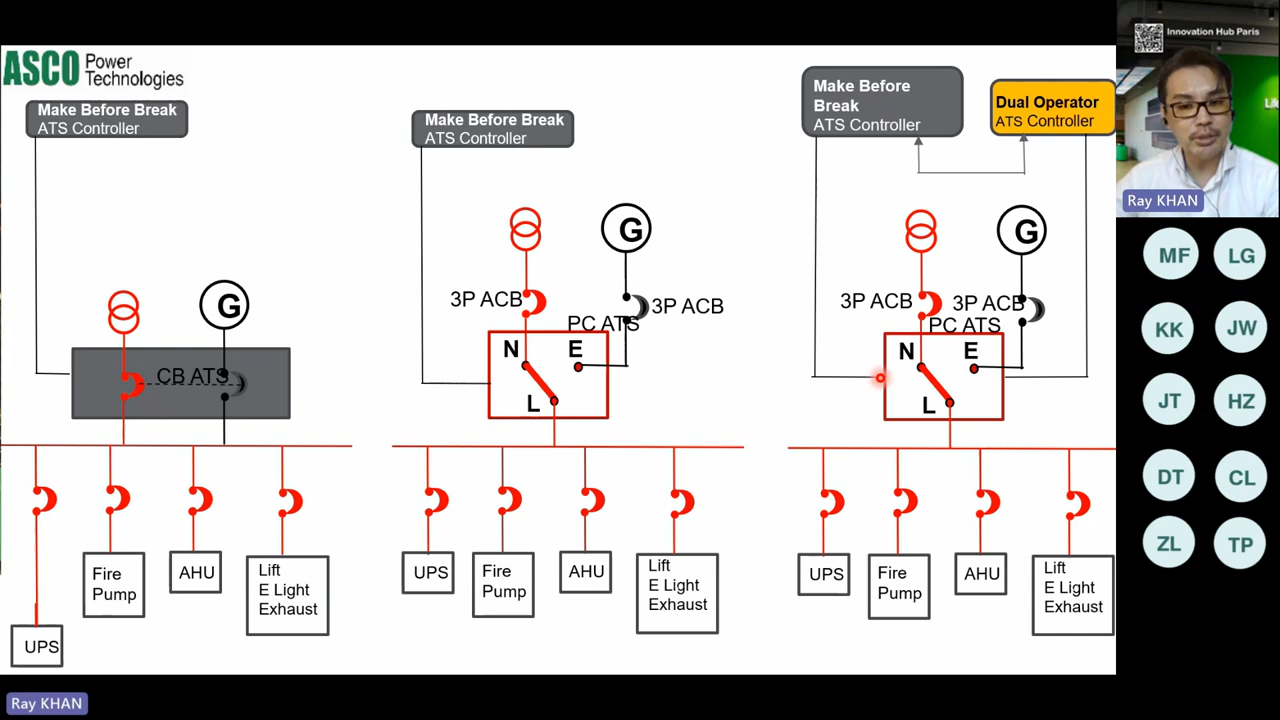 ASCO Power
Technologies
Make Before Break
ATS Controller
G
CB ATS
UPS
Fire
Pump
AHU
Lift
E Light
Exhaust
Make Before Break
ATS Controller
G
3P ACB
3P ACB
PC ATS
N
E
L
UPS
Fire
Pump
AHU
Lift
E Light
Exhaust
Make Before
Break
ATS Controller
Dual Operator
ATS Controller
G
3P ACB
3P ACB
PC ATS
N
E
L
UPS
Fire
Pump
AHU
Lift
E Light
Exhaust
Innovation Hub Paris
Ray KHAN
MF
LG
KK
JW
JT
HZ
DT
CL
ZL
TP
Ray KHAN